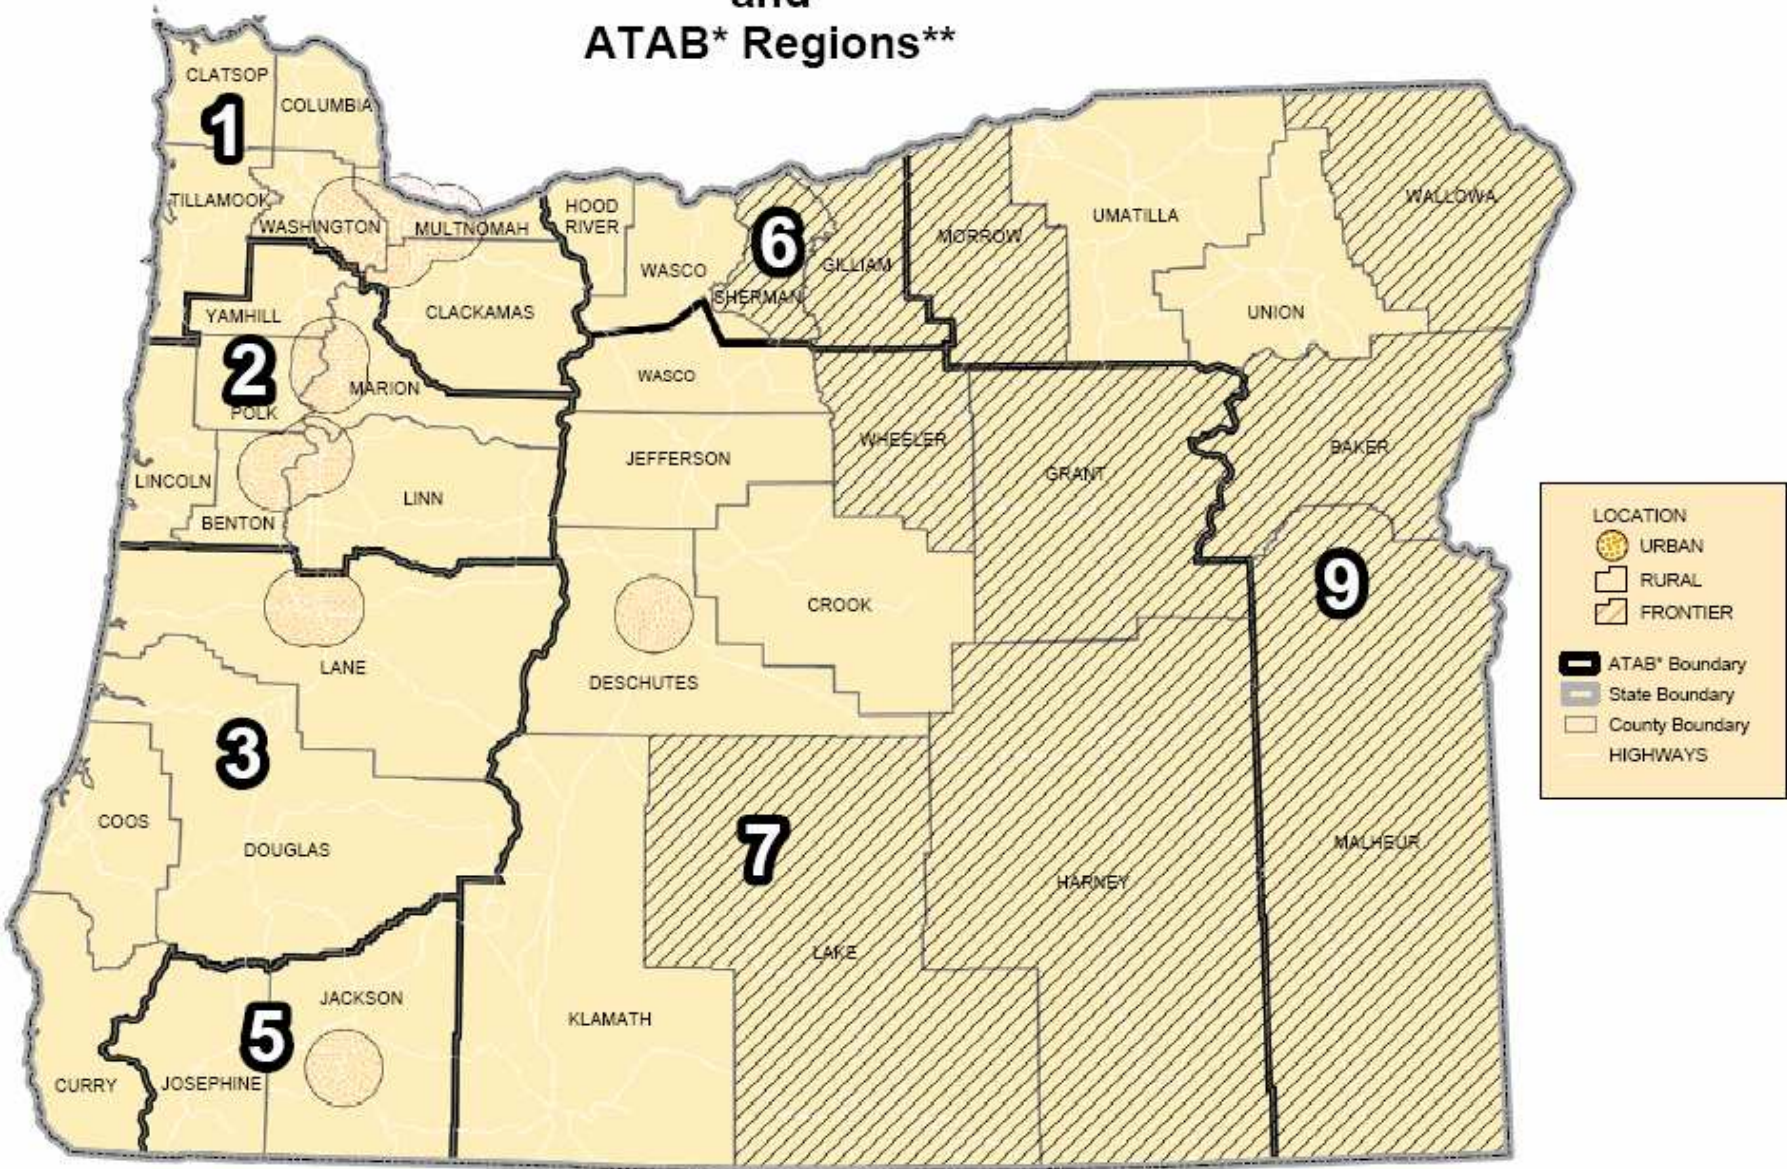 and
ATAB* Regions**
CLATSOP
1
COLUMBIA
TILLAMOOK
WASHINGTON
MULTNOMAH
HOOD
RIVER
WASCO
6
SHERMAN
GILLIAM
MORROW
UMATILLA
WALLOWA
UNION
YAMHILL
CLACKAMAS
2
POLK
MARION
WASCO
WHEELER
JEFFERSON
GRANT
BAKER
LINCOLN
BENTON
LINN
CROOK
9
LANE
DESCHUTES
3
COOS
DOUGLAS
7
HARNEY
MALHEUR
LAKE
JACKSON
5
KLAMATH
CURRY
JOSEPHINE
LOCATION
URBAN
RURAL
FRONTIER
ATAB* Boundary
State Boundary
County Boundary
HIGHWAYS